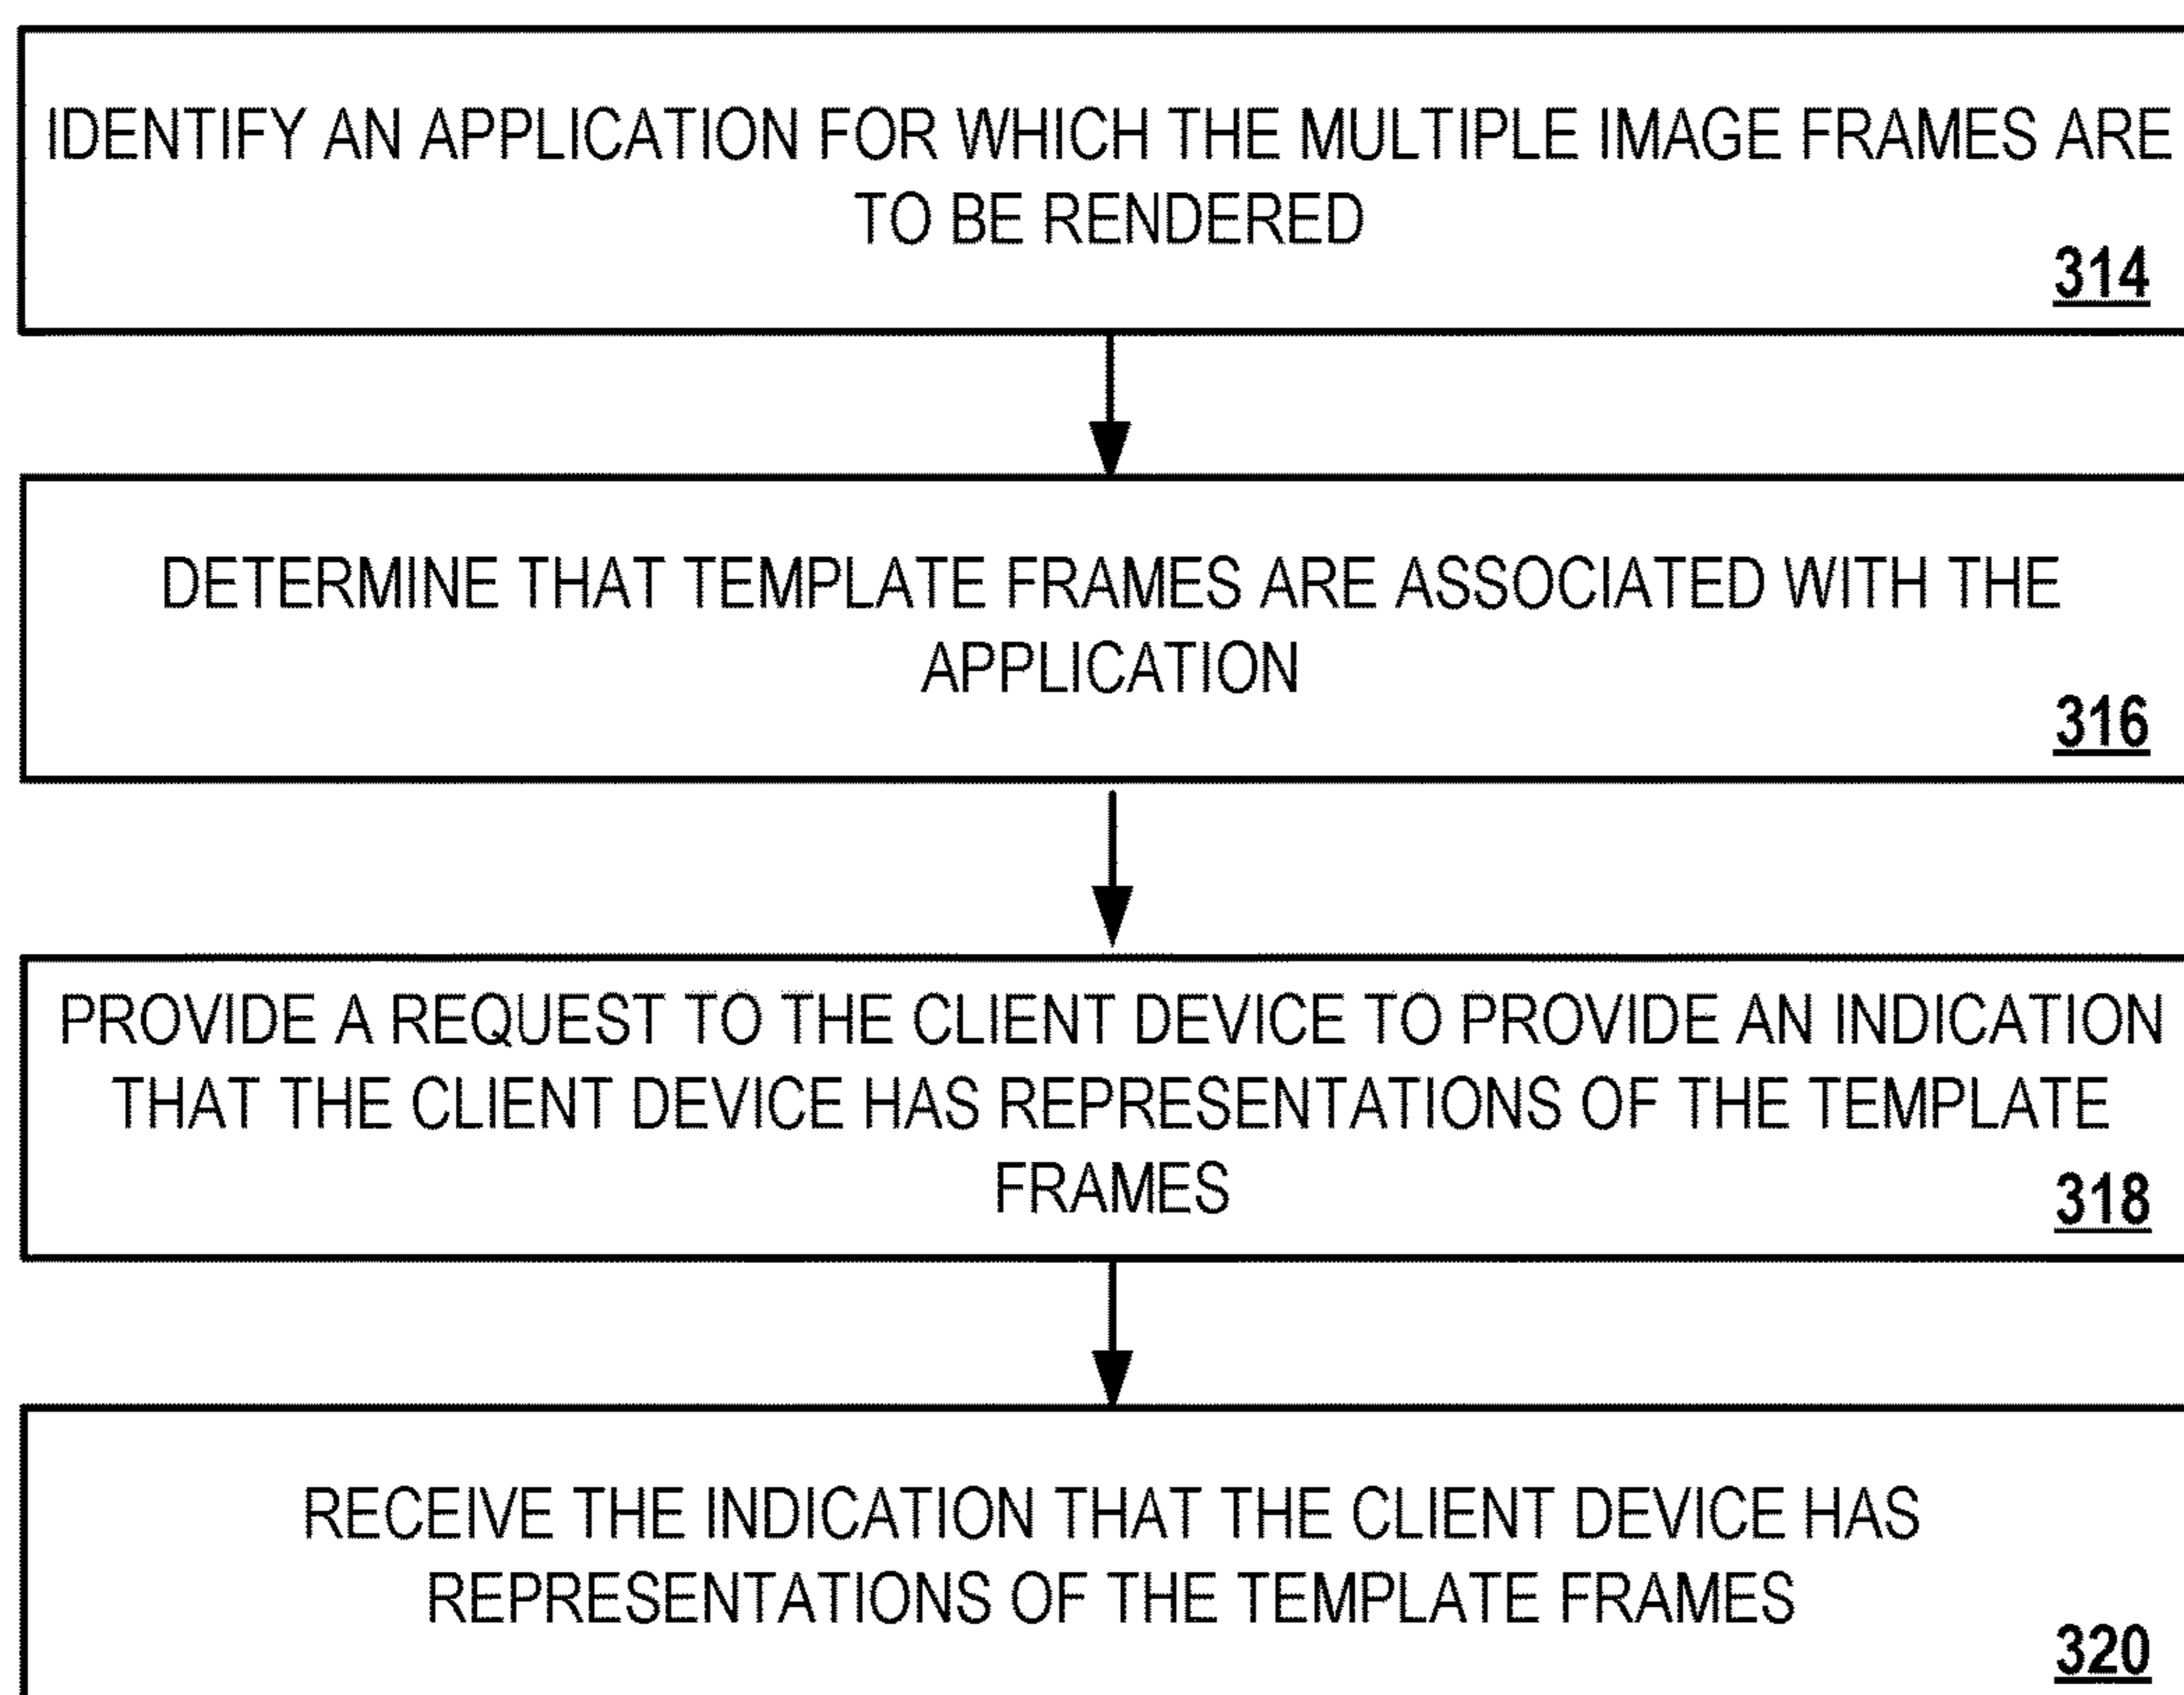 IDENTIFY AN APPLICATION FOR WHICH THE MULTIPLE IMAGE FRAMES ARE
TO BE RENDERED
314
DETERMINE THAT TEMPLATE FRAMES ARE ASSOCIATED WITH THE
APPLICATION
316
PROVIDE A REQUEST TO THE CLIENT DEVICE TO PROVIDE AN INDICATION
THAT THE CLIENT DEVICE HAS REPRESENTATIONS OF THE TEMPLATE
FRAMES
318
RECEIVE THE INDICATION THAT THE CLIENT DEVICE HAS
REPRESENTATIONS OF THE TEMPLATE FRAMES
320